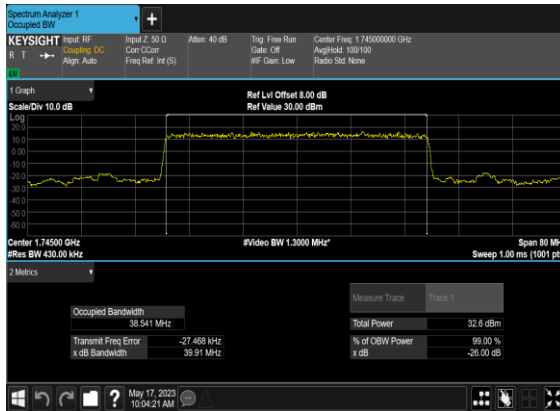 Spectrum Analyzer 1
Occupied BW
KEYSIGHT
R T
Input: RF
Coupling: DC
Align: Auto
Input Z: 50 Ω
Corr CCorr
Freq Ref: Int (S)
Atten: 40 dB
Trig: Free Run
Gate: Off
#IF Gain: Low
Center Freq: 1.745000000 GHz
Avg|Hold: 100/100
Radio Std: None
1 Graph
Scale/Div 10.0 dB
Ref Lvl Offset 8.00 dB
Ref Value 30.00 dBm
Log
20.0
10.0
0.00
-10.0
-20.0
-30.0
-40.0
-50.0
-60.0
Center 1.74500 GHz
#Res BW 430.00 kHz
#Video BW 1.3000 MHz*
Span 80 MH
Sweep 1.00 ms (1001 pt
2 Metrics
Measure Trace Trace 1
Occupied Bandwidth
38.541 MHz
Total Power 32.6 dBm
Transmit Freq Error -27.468 kHz
% of OBW Power 99.00 %
x dB Bandwidth 39.91 MHz
x dB -26.00 dB
May 17, 2023
10:04:21 AM